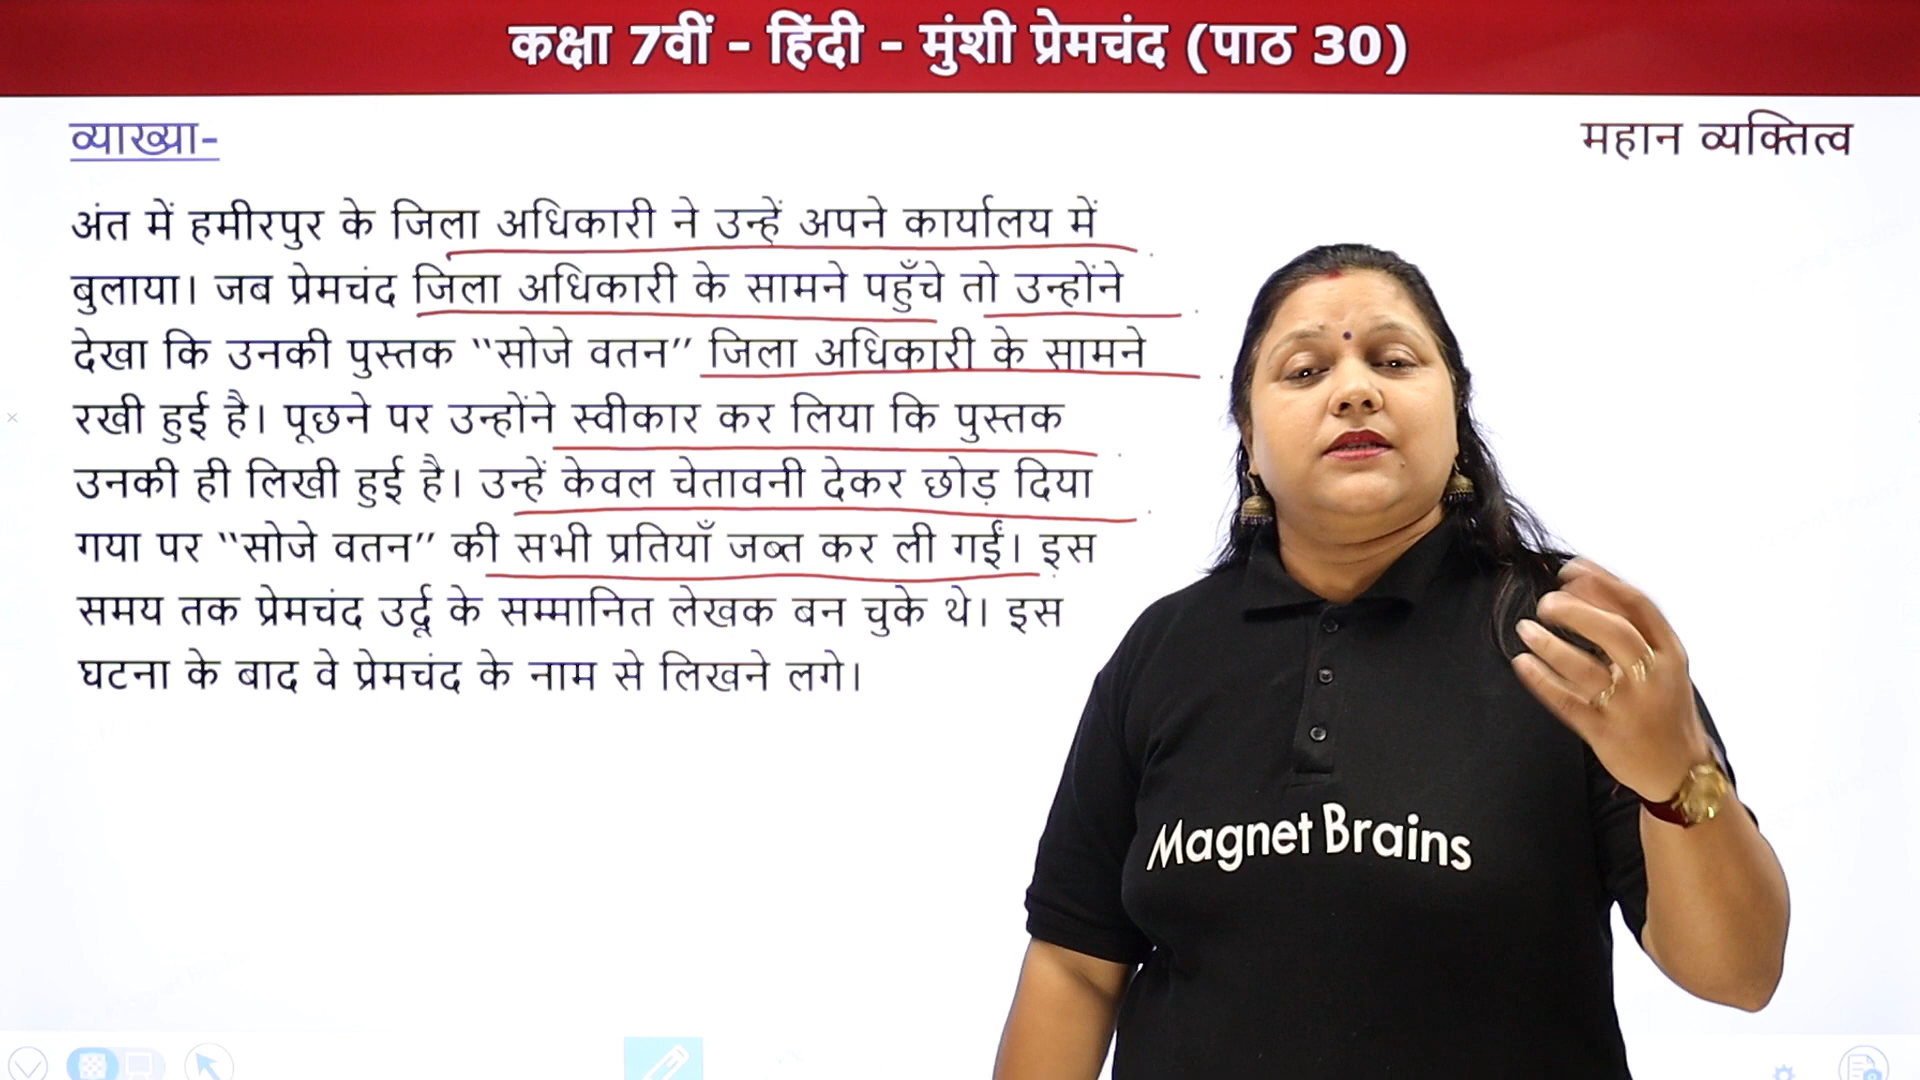 कक्षा 7वीं - हिंदी - मुंशी प्रेमचंद (पाठ 30)
व्याख्या-
महान व्यक्तित्व
अंत में हमीरपुर के जिला अधिकारी ने उन्हें अपने कार्यालय में
बुलाया। जब प्रेमचंद जिला अधिकारी के सामने पहुँचे तो उन्होंने
देखा कि उनकी पुस्तक “सोजे वतन” जिला अधिकारी के सामने
रखी हुई है। पूछने पर उन्होंने स्वीकार कर लिया कि पुस्तक
उनकी ही लिखी हुई है। उन्हें केवल चेतावनी देकर छोड़ दिया
गया पर “सोजे वतन” की सभी प्रतियाँ जब्त कर ली गईं। इस
समय तक प्रेमचंद उर्दू के सम्मानित लेखक बन चुके थे। इस
घटना के बाद वे प्रेमचंद के नाम से लिखने लगे।
Magnet Brains